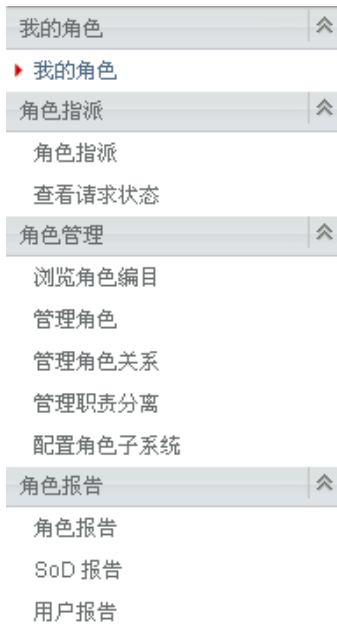 我的角色
我的角色
角色指派
角色指派
查看请求状态
角色管理
浏览角色编目
管理角色
管理角色关系
管理职责分离
配置角色子系统
角色报告
角色报告
SoD 报告
用户报告